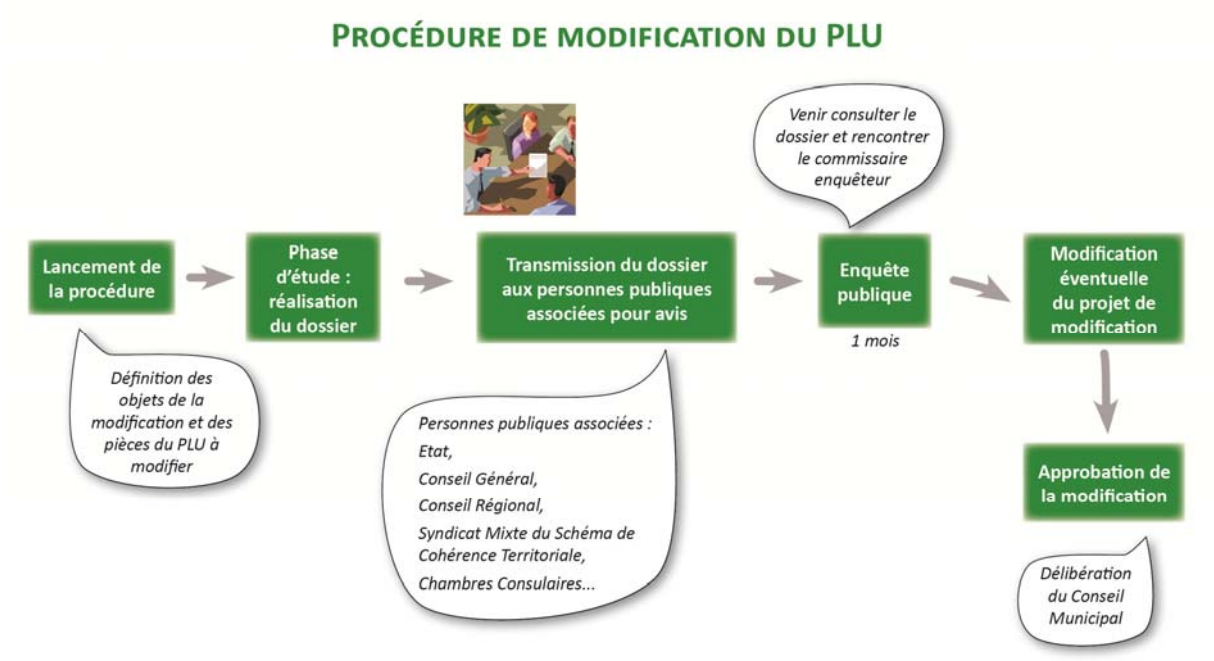 PROCÉDURE DE MODIFICATION DU PLU
Venir consulter le
dossier et rencontrer
le commissaire
enquêteur
Lancement de
la procédure
Phase
d'étude :
réalisation
du dossier
Transmission du dossier
aux personnes publiques
associées pour avis
Enquête
publique
1 mois
Modification
éventuelle
du projet de
modification
Définition des
objets de la
modification et des
pièces du PLU à
modifier
Personnes publiques associées :
Etat,
Conseil Général,
Conseil Régional,
Syndicat Mixte du Schéma de
Cohérence Territoriale,
Chambres Consulaires...
Approbation de
la modification
Délibération
du Conseil
Municipal